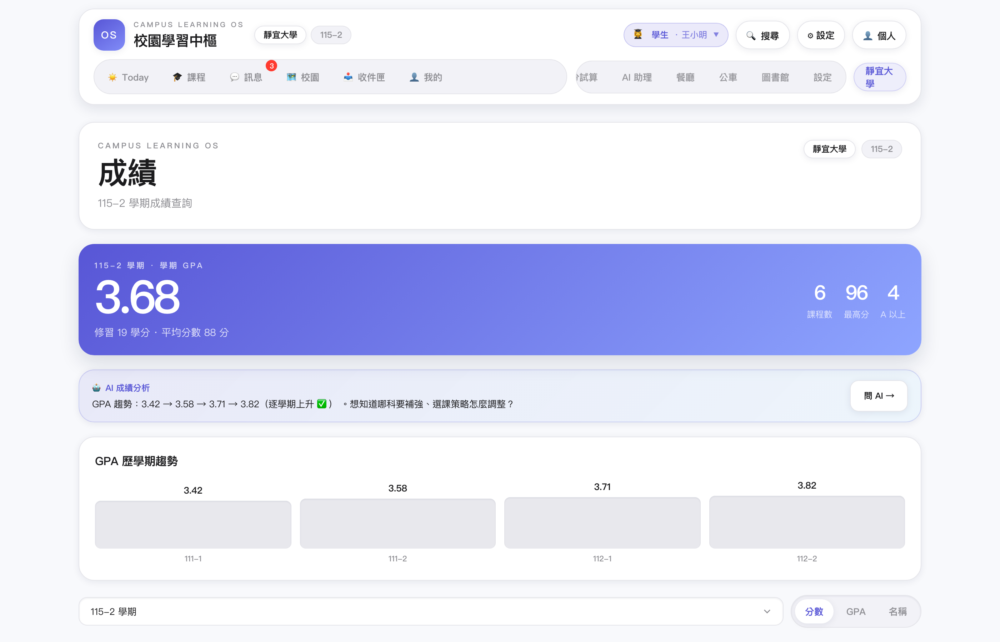 OS
CAMPUS LEARNING OS
校園學習中樞
靜宜大學
115-2
學生 · 王小明 ▼
搜尋
設定
個人
Today
課程
訊息
3
校園
收件匣
我的
試算
AI 助理
餐廳
公車
圖書館
設定
靜宜大
學
CAMPUS LEARNING OS
成績
115-2 學期成績查詢
靜宜大學
115-2
115-2 學期 · 學期 GPA
3.68
修習 19 學分 · 平均分數 88 分
6
課程數
96
最高分
4
A 以上
AI 成績分析
GPA 趨勢：3.42 → 3.58 → 3.71 → 3.82（逐學期上升 ✅）。想知道哪科要補強、選課策略怎麼調整？
問 AI →
GPA 歷學期趨勢
3.42
3.58
3.71
3.82
111-1
111-2
112-1
112-2
115-2 學期
分數
GPA
名稱